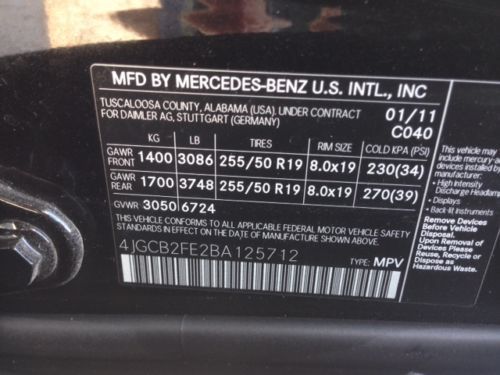 MFD BY MERCEDES-BENZ U.S. INTL., INC
TUSCALOOSA COUNTY, ALABAMA (USA), UNDER CONTRACT
FOR DAIMLER AG, STUTTGART (GERMANY)
01/11
C040
KG LB TIRES RIM SIZE COLD KPA (PSI)
GAWR FRONT 1400 3086 255/50 R19 8.0x19 230(34)
GAWR REAR 1700 3748 255/50 R19 8.0x19 270(39)
GVWR 3050 6724
THIS VEHICLE CONFORMS TO ALL APPLICABLE FEDERAL MOTOR VEHICLE SAFETY
STANDARDS IN EFFECT ON THE DATE OF MANUFACTURE SHOWN ABOVE.
4JGCB2FE2BA125712
TYPE: MPV
This vehicle may
include mercury-a
devices installed b
manufacturer:
• High Intensity
Discharge Headla
• Displays
• Back-lit Instruments
Remove Devices
Before Vehicle
Disposal.
Upon Removal
of Devices Please
Reuse, Recycle or
Dispose as
Hazardous Waste.